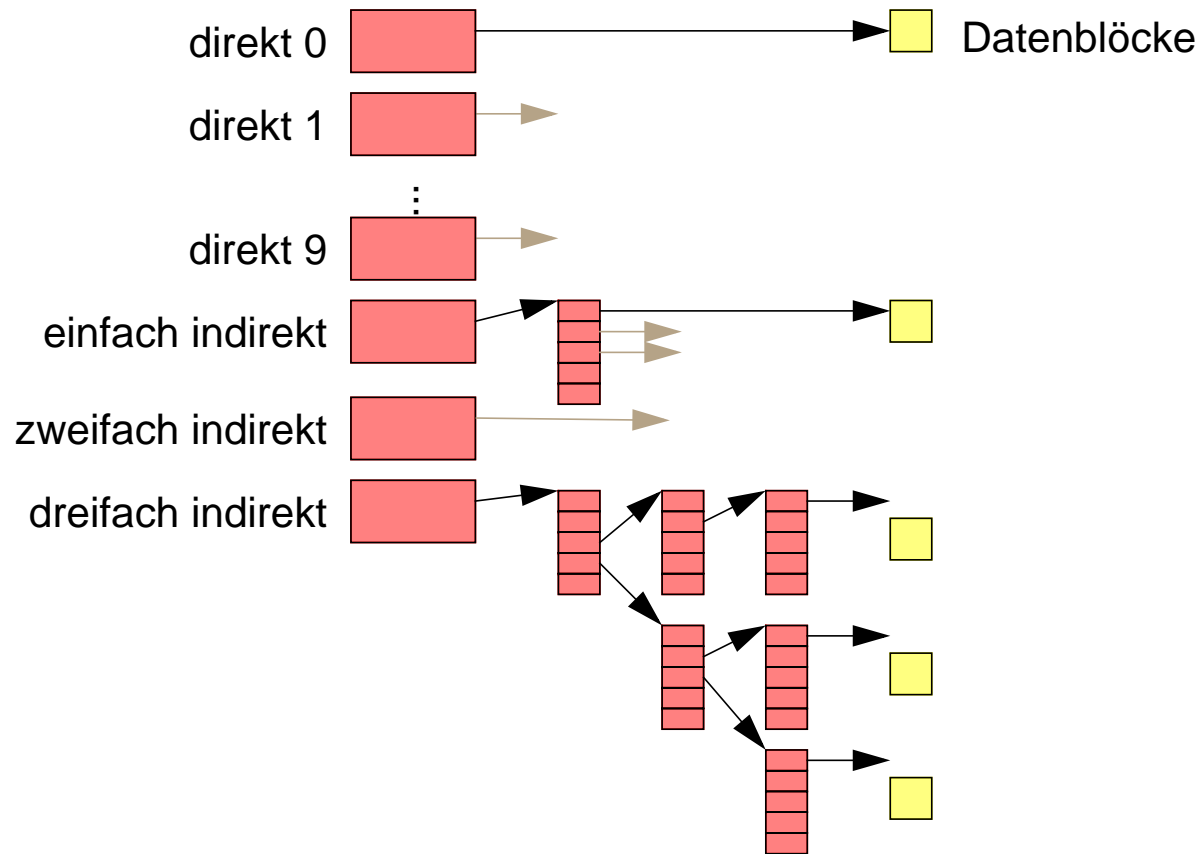 direkt 0
Datenblöcke
direkt 1
direkt 9
einfach indirekt
zweifach indirekt
dreifach indirekt